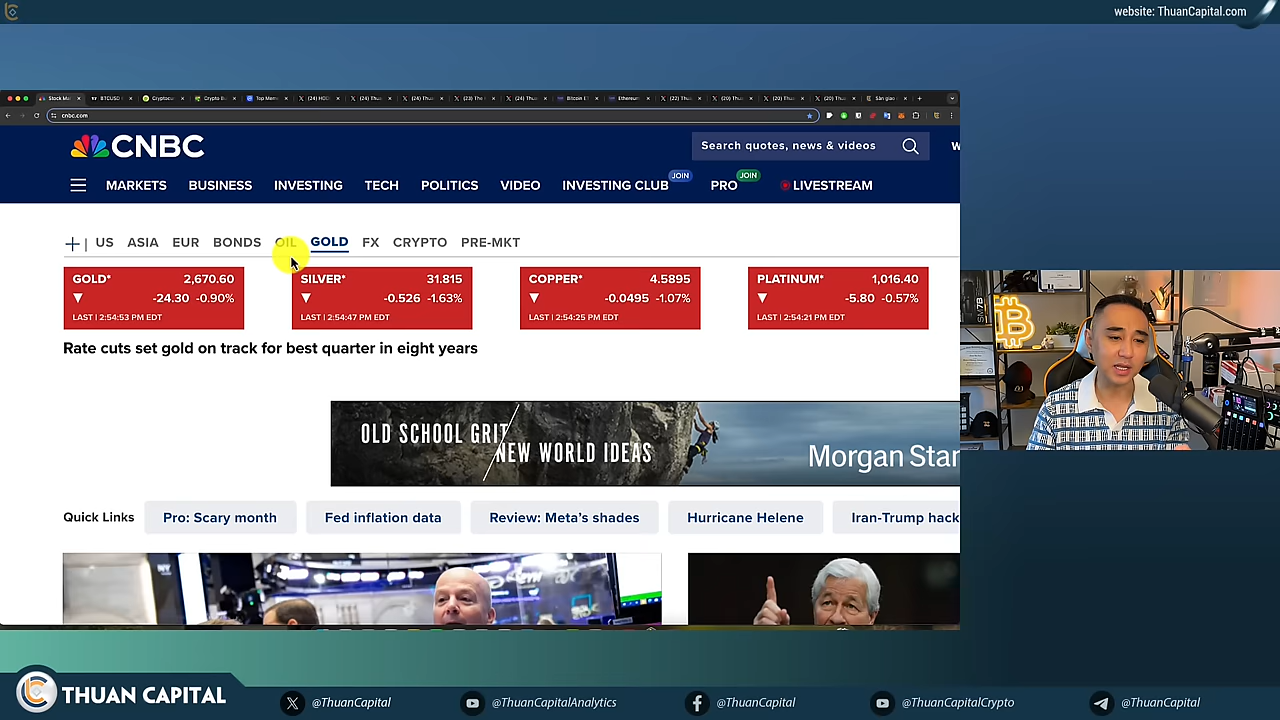 website: ThuanCapital.com
cnbc.com
CNBC
Search quotes, news & videos
W
MARKETS BUSINESS INVESTING TECH POLITICS VIDEO INVESTING CLUB JOIN PRO JOIN LIVESTREAM
+ | US ASIA EUR BONDS OIL GOLD FX CRYPTO PRE-MKT
GOLD* 2,670.60
▼ -24.30 -0.90%
LAST | 2:54:53 PM EDT
SILVER* 31.815
▼ -0.526 -1.63%
LAST | 2:54:47 PM EDT
COPPER* 4.5895
▼ -0.0495 -1.07%
LAST | 2:54:25 PM EDT
PLATINUM* 1,016.40
▼ -5.80 -0.57%
LAST | 2:54:21 PM EDT
Rate cuts set gold on track for best quarter in eight years
OLD SCHOOL GRIT
NEW WORLD IDEAS
Morgan Stan
Quick Links Pro: Scary month Fed inflation data Review: Meta's shades Hurricane Helene Iran-Trump hack
THUAN CAPITAL
@ThuanCapital
@ThuanCapitalAnalytics
@ThuanCapital
@ThuanCapitalCrypto
@ThuanCapital